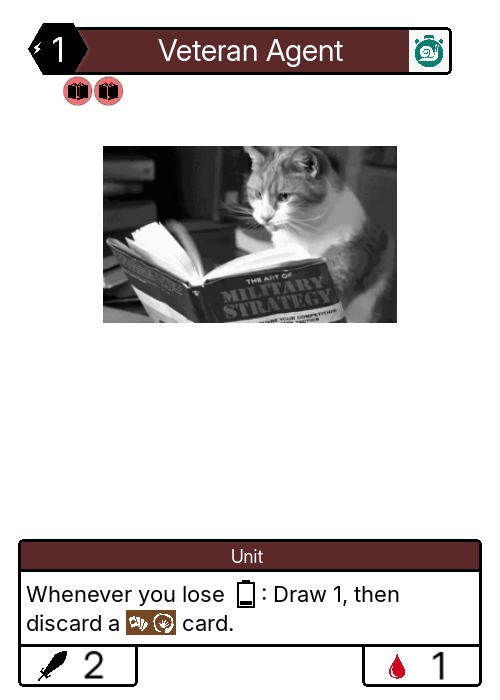 1
Veteran Agent
THE ART OF
MILITARY
STRATEGY
Unit
Whenever you lose : Draw 1, then
discard a card.
2
1